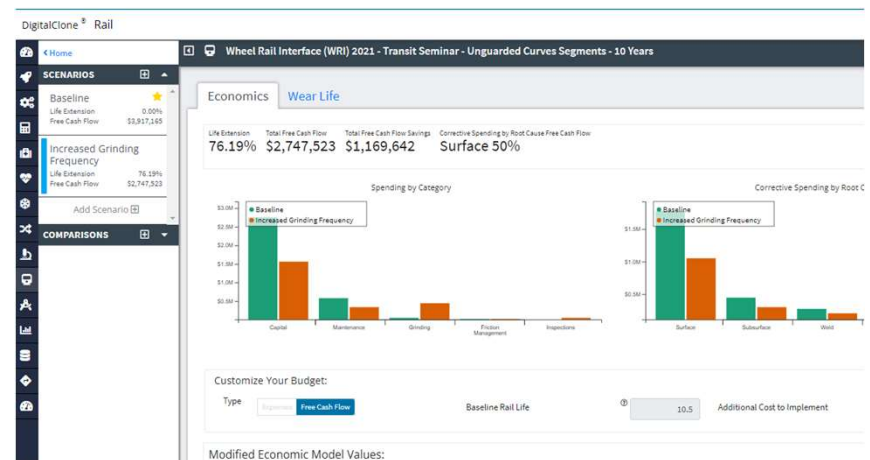 DigitalClone ® Rail
< Home
Wheel Rail Interface (WRI) 2021 - Transit Seminar - Unguarded Curves Segments - 10 Years
SCENARIOS
Baseline
Life Extension 0.00%
Free Cash Flow $3,917,165
Increased Grinding
Frequency
Life Extension 76.19%
Free Cash Flow $2,747,523
Add Scenario
COMPARISONS
Economics Wear Life
Life Extension Total Free Cash Flow Total Free Cash Flow Savings Corrective Spending by Root Cause Free Cash Flow
76.19% $2,747,523 $1,169,642 Surface 50%
Spending by Category
$3.0M
Baseline
Increased Grinding Frequency
$2.5M
$2.0M
$1.5M
$1.0M
$0.5M
Capital Maintenance Grinding Friction Management Inspections
Corrective Spending by Root C
Baseline
Increased Grinding Frequency
$1.5M
$1.0M
$0.5M
Surface Subsurface Weld
Customize Your Budget:
Type Expenses Free Cash Flow Baseline Rail Life 10.5 Additional Cost to Implement
Modified Economic Model Values: